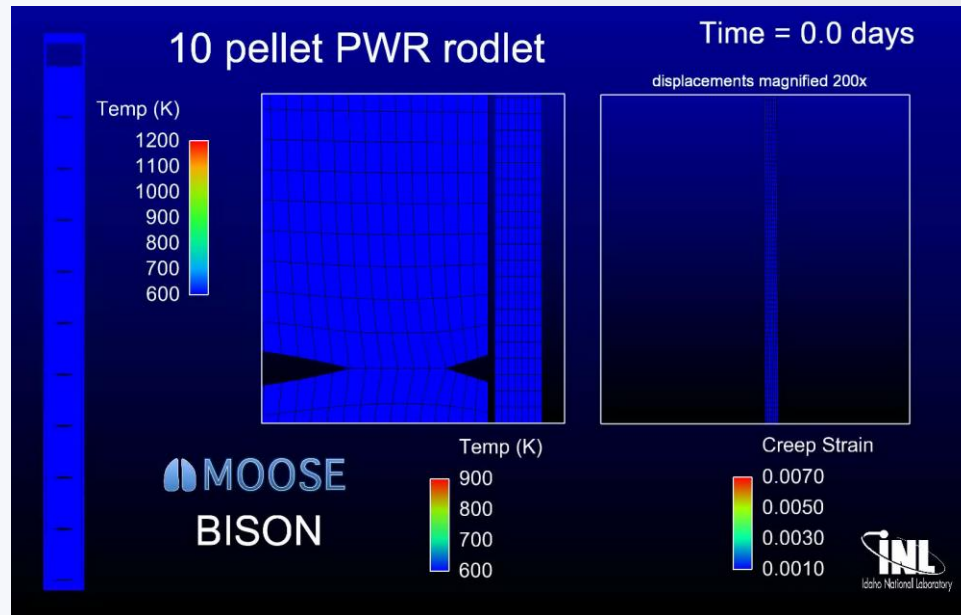 10 pellet PWR rodlet
Time = 0.0 days
displacements magnified 200x
Temp (K)
1200
1100
1000
900
800
700
600
MOOSE
BISON
Temp (K)
900
800
700
600
Creep Strain
0.0070
0.0050
0.0030
0.0010
INL
Idaho National Laboratory